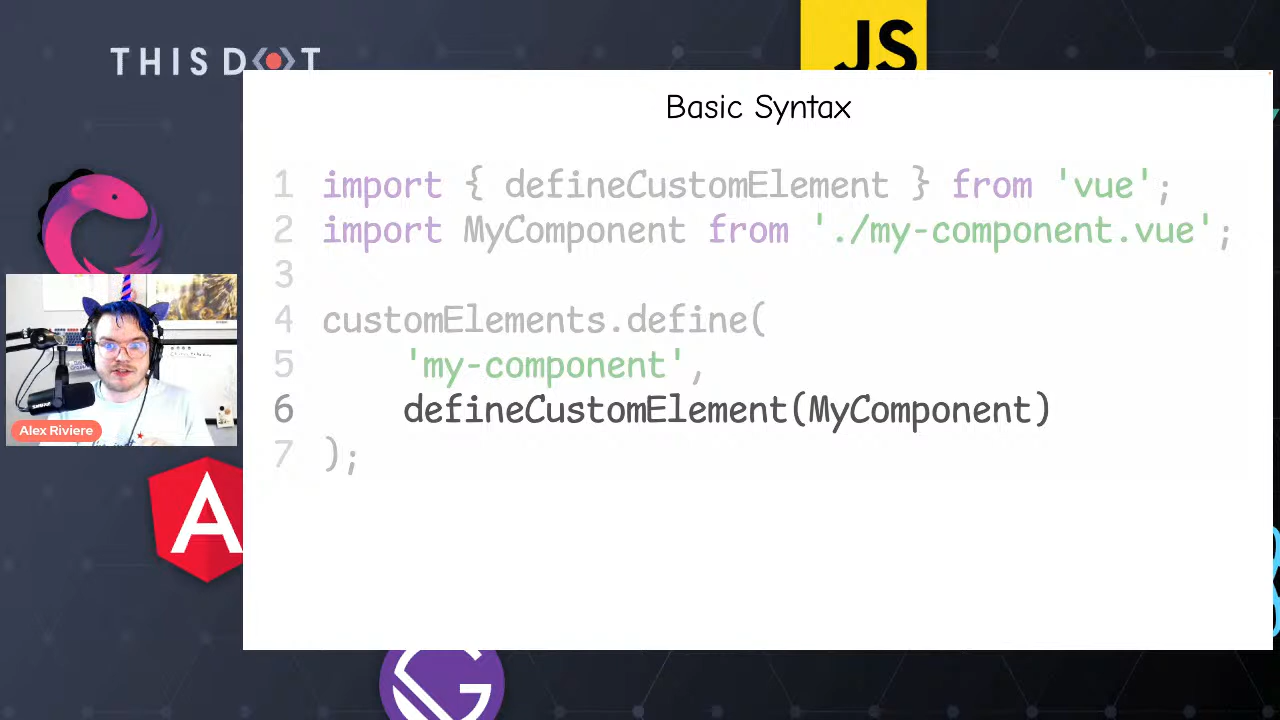 THIS DOT
JS
Basic Syntax
1 import { defineCustomElement } from 'vue';
2 import MyComponent from './my-component.vue';
3
4 customElements.define(
5 'my-component',
6 defineCustomElement(MyComponent)
7 );
Alex Riviere